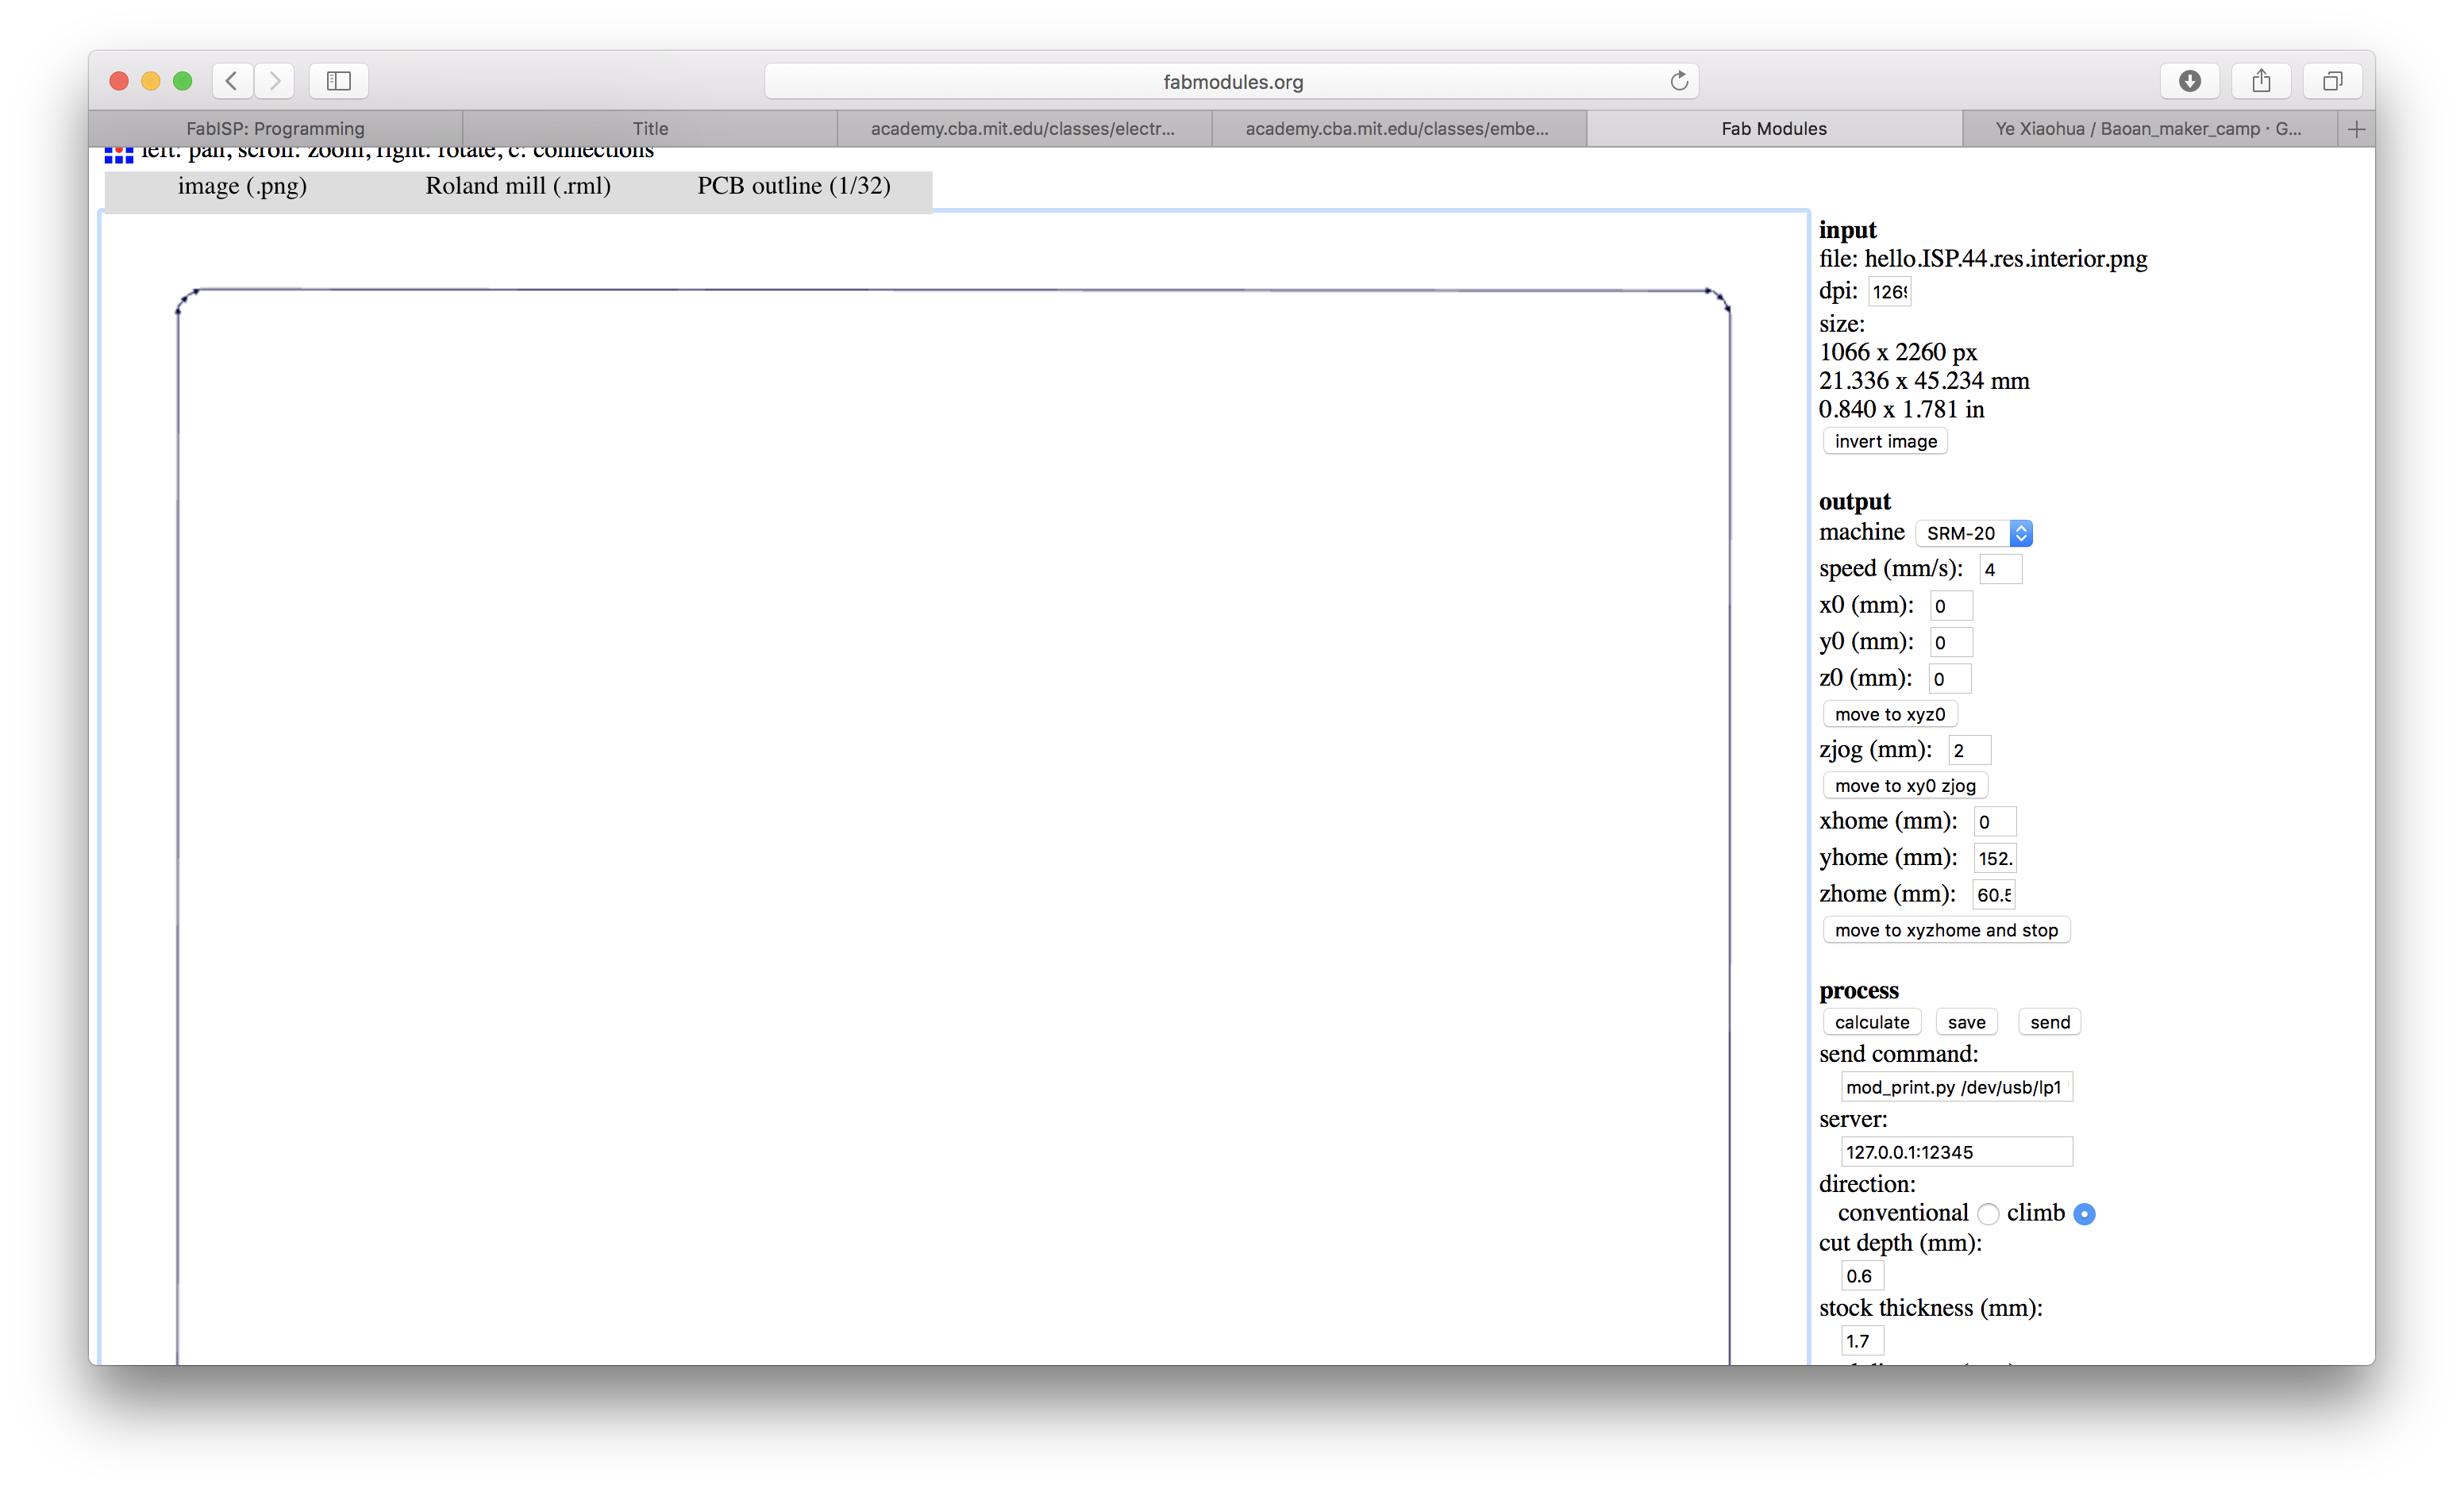 fabmodules.org
FabISP: Programming
Title
academy.cba.mit.edu/classes/electr...
academy.cba.mit.edu/classes/embe...
Fab Modules
Ye Xiaohua / Baoan_maker_camp · G...
left: pan, scroll: zoom, right: rotate, c: connections
image (.png) Roland mill (.rml) PCB outline (1/32)
input
file: hello.ISP.44.res.interior.png
dpi: 1269
size:
1066 x 2260 px
21.336 x 45.234 mm
0.840 x 1.781 in
invert image
output
machine SRM-20
speed (mm/s): 4
x0 (mm): 0
y0 (mm): 0
z0 (mm): 0
move to xyz0
zjog (mm): 2
move to xy0 zjog
xhome (mm): 0
yhome (mm): 152.
zhome (mm): 60.5
move to xyzhome and stop
process
calculate save send
send command:
mod_print.py /dev/usb/lp1
server:
127.0.0.1:12345
direction:
conventional climb
cut depth (mm):
0.6
stock thickness (mm):
1.7